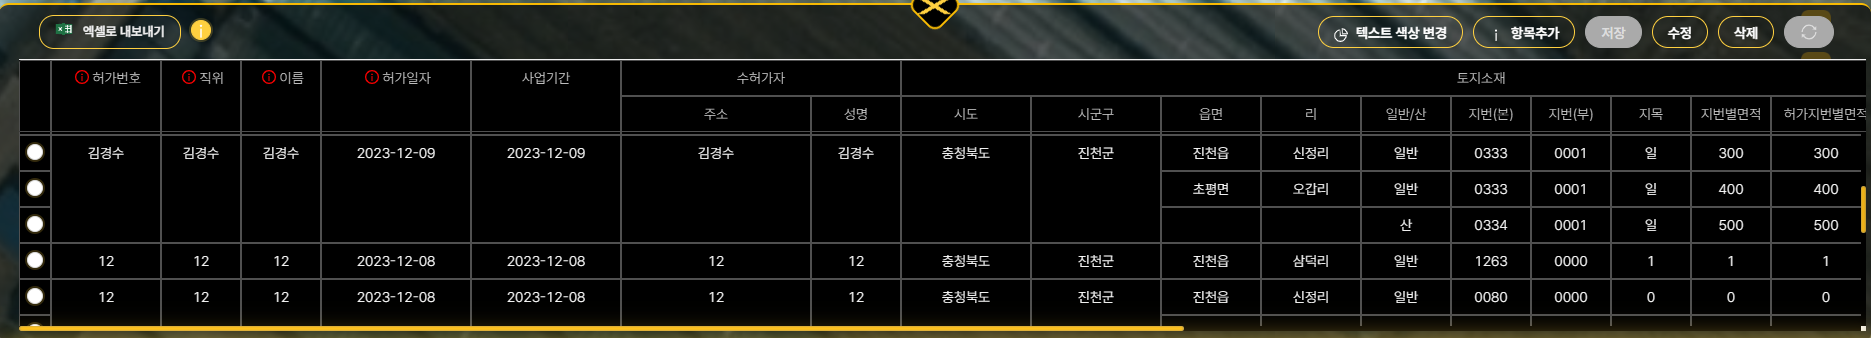 엑셀로 내보내기 i 텍스트 색상 변경 i 항목추가 저장 수정 삭제
허가번호 직위 이름 허가일자 사업기간 수허가자 토지소재
주소 성명 시도 시군구 읍면 리 일반/산 지번(본) 지번(부) 지목 지번별면적 허가지번별면적
김경수 김경수 김경수 2023-12-09 2023-12-09 김경수 김경수 충청북도 진천군 진천읍 신정리 일반 0333 0001 일 300 300
초평면 오갑리 일반 0333 0001 일 400 400
산 0334 0001 일 500 500
12 12 12 2023-12-08 2023-12-08 12 12 충청북도 진천군 진천읍 삼덕리 일반 1263 0000 1 1 1
12 12 12 2023-12-08 2023-12-08 12 12 충청북도 진천군 진천읍 신정리 일반 0080 0000 0 0 0